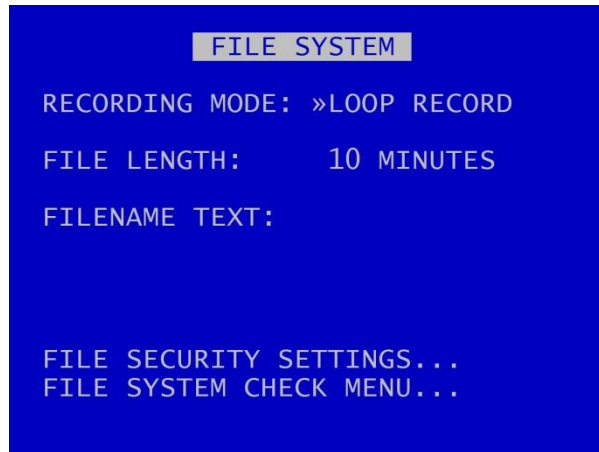 FILE SYSTEM
RECORDING MODE: »LOOP RECORD
FILE LENGTH: 10 MINUTES
FILENAME TEXT:
FILE SECURITY SETTINGS...
FILE SYSTEM CHECK MENU...